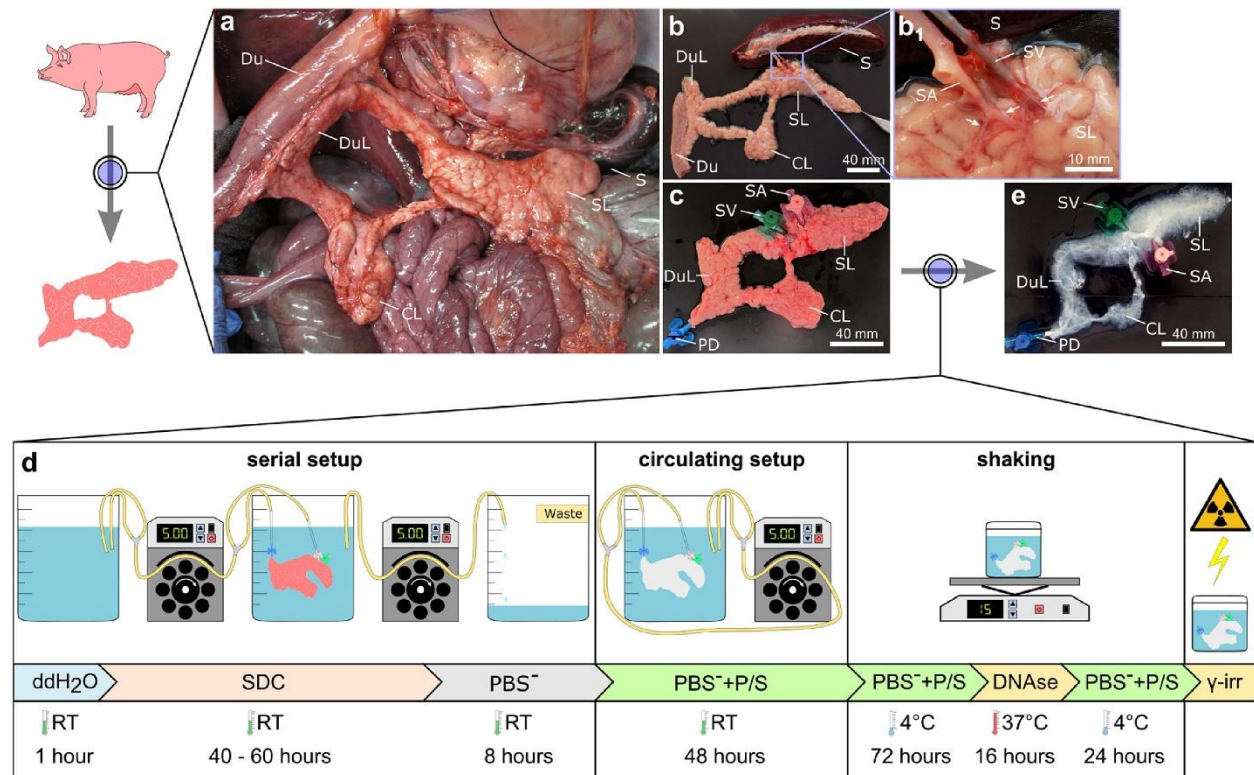 a
Du
DuL
S
SL
CL
b
DuL
S
SL
Du
CL
40 mm
b1
S
SV
SA
SL
10 mm
c
SA
SV
SL
DuL
CL
PD
40 mm
e
SV
SL
SA
DuL
CL
PD
40 mm
d
serial setup
circulating setup
shaking
5.00
5.00
Waste
5.00
15
ddH2O
SDC
PBS-
PBS-+P/S
PBS-+P/S
DNAse
PBS-+P/S
γ-irr
RT
RT
RT
RT
4°C
37°C
4°C
1 hour
40 - 60 hours
8 hours
48 hours
72 hours
16 hours
24 hours